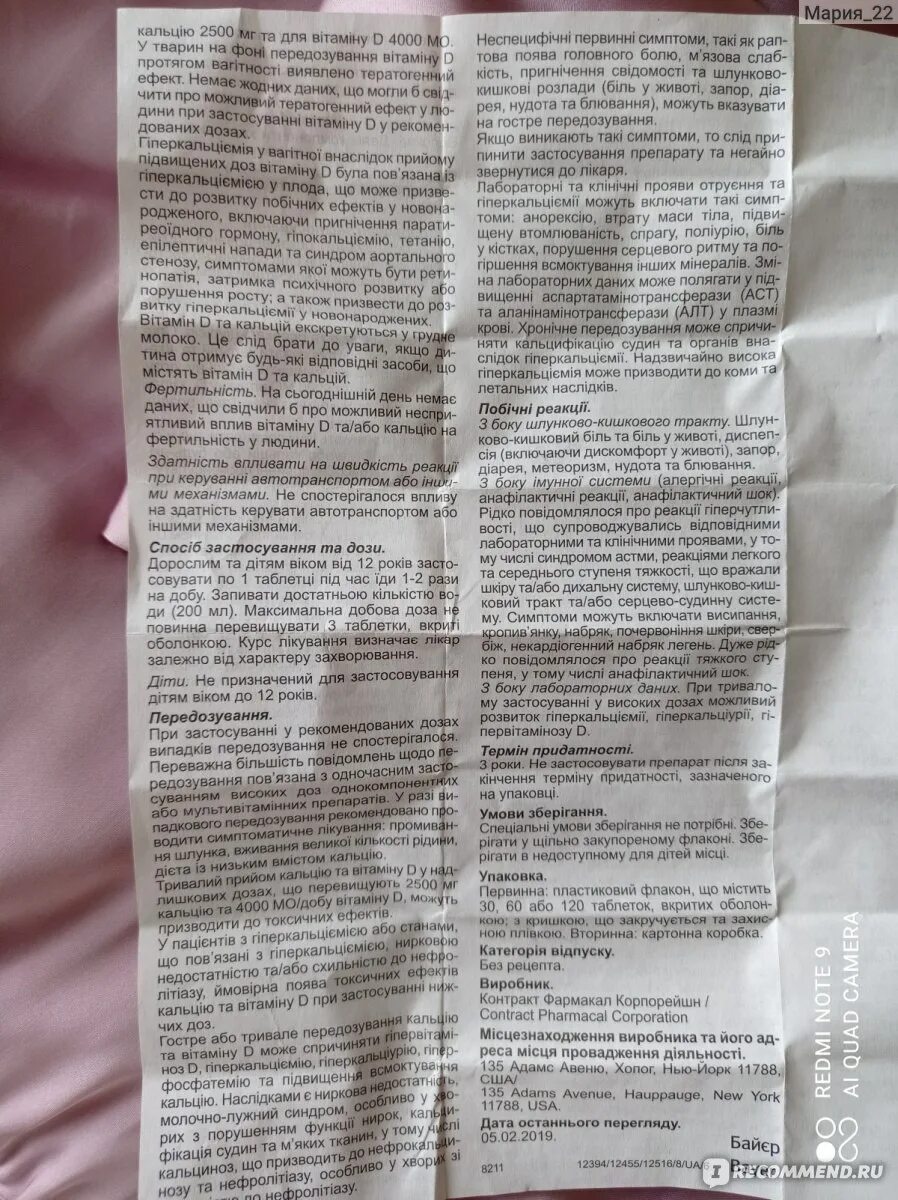 Мария_22
кальцію 2500 мг та для вітаміну D 4000 МО.
У тварин на фоні передозування вітаміну D
протягом вагітності виявлено тератогенний
ефект. Немає жодних даних, що могли б свід-
чити про можливий тератогенний ефект у лю-
дини при застосуванні вітаміну D у рекомен-
дованих дозах.
Гіперкальціємія у вагітної внаслідок прийому
підвищених доз вітаміну D була пов'язана із
гіперкальціємією у плода, що може призве-
сти до розвитку побічних ефектів у новона-
родженого, включаючи пригнічення парати-
реоїдного гормону, гіпокальціємію, тетанію,
епілептичні напади та синдром аортального
стенозу, симптомами якої можуть бути рети-
нопатія, затримка психічного розвитку або
порушення росту; а також призвести до роз-
витку гіперкальціємії у новонароджених.
Вітамін D та кальцій екскретуються у грудне
молоко. Це слід брати до уваги, якщо ди-
тина отримує будь-які відповідні засоби, що
містять вітамін D та кальцій.
Фертильність. На сьогоднішній день немає
даних, що свідчили б про можливий неспри-
ятливий вплив вітаміну D та/або кальцію на
фертильність у людини.
Здатність впливати на швидкість реакції
при керуванні автотранспортом або інши-
ми механізмами. Не спостерігалося впливу
на здатність керувати автотранспортом або
іншими механізмами.
Спосіб застосування та дози.
Дорослим та дітям віком від 12 років засто-
совувати по 1 таблетці під час їди 1-2 рази
на добу. Запивати достатньою кількістю во-
ди (200 мл). Максимальна добова доза не
повинна перевищувати 3 таблетки, вкриті
оболонкою. Курс лікування визначає лікар
залежно від характеру захворювання.
Діти. Не призначений для застосування
дітям віком до 12 років.
Передозування.
При застосуванні у рекомендованих дозах
випадків передозування не спостерігалося.
Переважна більшість повідомлень щодо пе-
редозування пов'язана з одночасним засто-
суванням високих доз однокомпонентних
або мультивітамінних препаратів. У разі ви-
падкового передозування рекомендовано про-
водити симптоматичне лікування: промиван-
ня шлунка, вживання великої кількості рідини,
дієта із низьким вмістом кальцію.
Тривалий прийом кальцію та вітаміну D у над-
лишкових дозах, що перевищують 2500 мг
кальцію та 4000 МО/добу вітаміну D, можуть
призводити до токсичних ефектів.
У пацієнтів з гіперкальціємією або станами,
що пов'язані з гіперкальціємією, нирковою
недостатністю та/або схильністю до нефро-
літіазу, ймовірна поява токсичних ефектів
кальцію та вітаміну D при застосуванні ниж-
чих доз.
Гостре або тривале передозування кальцію
та вітаміну D може спричиняти гіпервітамі-
ноз D, гіперкальціємію, гіперкальціурію, гіпер-
фосфатемію та підвищення всмоктування
кальцію. Наслідками є ниркова недостатність,
молочно-лужний синдром, особливо у хво-
рих з порушенням функції нирок, кальци-
фікація судин та м'яких тканин, у тому числі
кальциноз, що призводить до нефрокальци-
нозу та нефролітіазу, особливо у хворих зі
до нефролітіазу.
Неспецифічні первинні симптоми, такі як рап-
това поява головного болю, м'язова слаб-
кість, пригнічення свідомості та шлунково-
кишкові розлади (біль у животі, запор, діа-
рея, нудота та блювання), можуть вказувати
на гостре передозування.
Якщо виникають такі симптоми, то слід при-
пинити застосування препарату та негайно
звернутися до лікаря.
Лабораторні та клінічні прояви отруєння та
гіперкальціємії можуть включати такі симп-
томи: анорексію, втрату маси тіла, підви-
щену втомлюваність, спрагу, поліурію, біль
у кістках, порушення серцевого ритму та по-
гіршення всмоктування інших мінералів. Змі-
на лабораторних даних може полягати у під-
вищенні аспартатамінотрансферази (АСТ)
та аланінамінотрансферази (АЛТ) у плазмі
крові. Хронічне передозування може спричи-
няти кальцифікацію судин та органів вна-
слідок гіперкальціємії. Надзвичайно висока
гіперкальціємія може призводити до коми та
летальних наслідків.
Побічні реакції.
З боку шлунково-кишкового тракту. Шлун-
ково-кишковий біль та біль у животі, диспеп-
сія (включаючи дискомфорт у животі), запор,
діарея, метеоризм, нудота та блювання.
З боку імунної системи (алергічні реакції,
анафілактичні реакції, анафілактичний шок).
Рідко повідомлялося про реакції гіперчутли-
вості, що супроводжувались відповідними
лабораторними та клінічними проявами, у то-
му числі синдромом астми, реакціями легкого
та середнього ступеня тяжкості, що вражали
шкіру та/або дихальну систему, шлунково-киш-
ковий тракт та/або серцево-судинну систе-
му. Симптоми можуть включати висипання,
кропив'янку, набряк, почервоніння шкіри, свер-
біж, некардіогенний набряк легень. Дуже рід-
ко повідомлялося про реакції тяжкого сту-
пеня, у тому числі анафілактичний шок.
З боку лабораторних даних. При тривало-
му застосуванні у високих дозах можливий
розвиток гіперкальціємії, гіперкальціурії, гі-
первітамінозу D.
Термін придатності.
3 роки. Не застосовувати препарат після за-
кінчення терміну придатності, зазначеного
на упаковці.
Умови зберігання.
Спеціальні умови зберігання не потрібні. Збе-
рігати у щільно закупореному флаконі. Збе-
рігати в недоступному для дітей місці.
Упаковка.
Первинна: пластиковий флакон, що містить
30, 60 або 120 таблеток, вкритих оболон-
кою; з кришкою, що закручується та захис-
ною плівкою. Вторинна: картонна коробка.
Категорія відпуску.
Без рецепта.
Виробник.
Контракт Фармакал Корпорейшн /
Contract Pharmacal Corporation
Місцезнаходження виробника та його ад-
реса місця провадження діяльності.
135 Адамс Авеню, Хопог, Нью-Йорк 11788,
США/
135 Adams Avenue, Hauppauge, New York
11788, USA.
Дата останнього перегляду.
05.02.2019.
Байєр
8211 12394/12455/12516/8/UA/6
REDMI NOTE 9
AI QUAD CAMERA
IRECOMMEND.RU